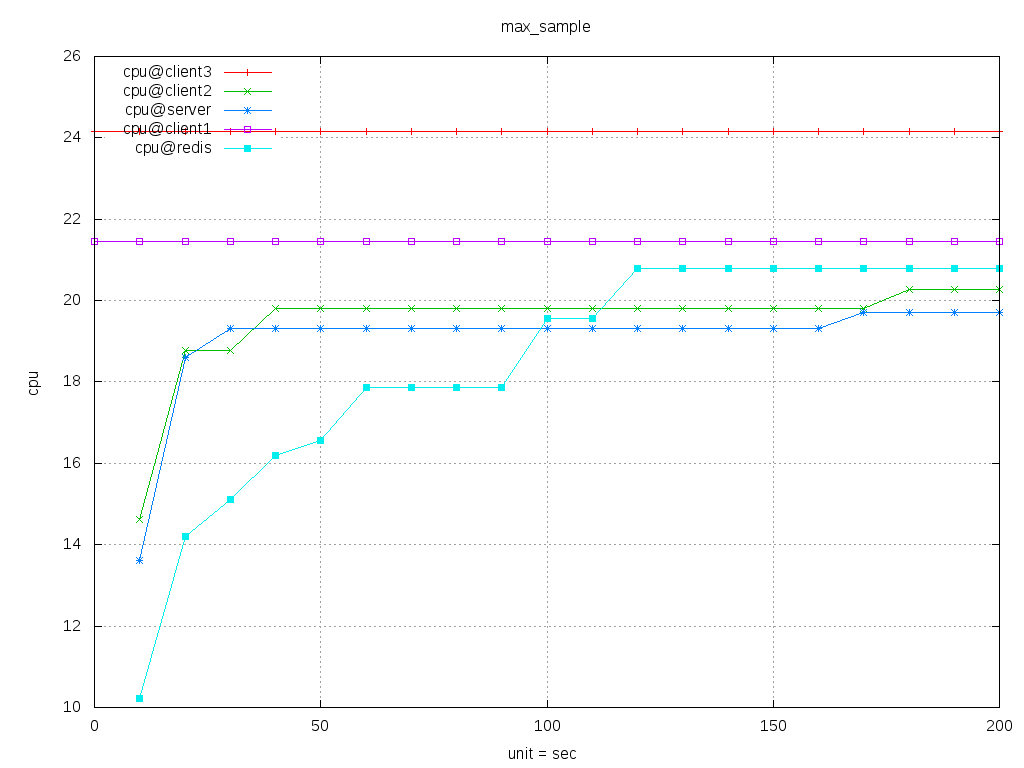 max_sample
26
24
22
20
18
16
14
12
10
cpu@client3
cpu@client2
cpu@server
cpu@client1
cpu@redis
cpu
0 50 100 150 200
unit = sec